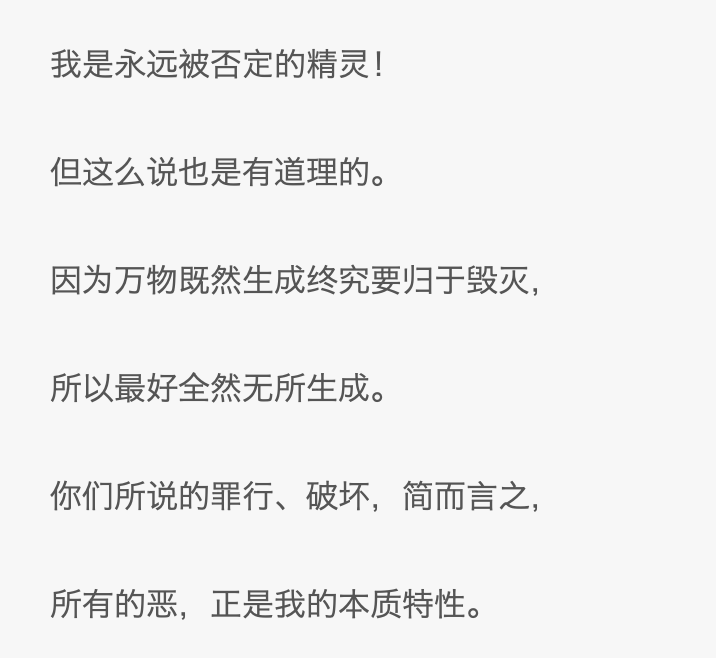 我是永远被否定的精灵！
但这么说也是有道理的。
因为万物既然生成终究要归于毁灭，
所以最好全然无所生成。
你们所说的罪行、破坏，简而言之，
所有的恶，正是我的本质特性。